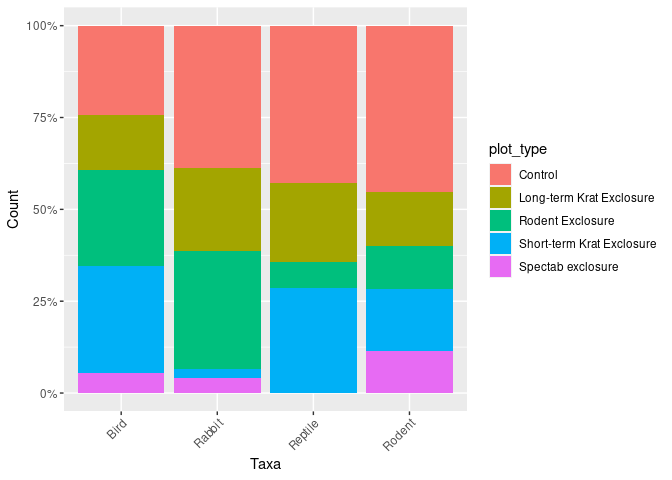 100%
75%
50%
25%
0%
Count
Bird
Rabbit
Reptile
Rodent
Taxa
plot_type
Control
Long-term Krat Exclosure
Rodent Exclosure
Short-term Krat Exclosure
Spectab exclosure